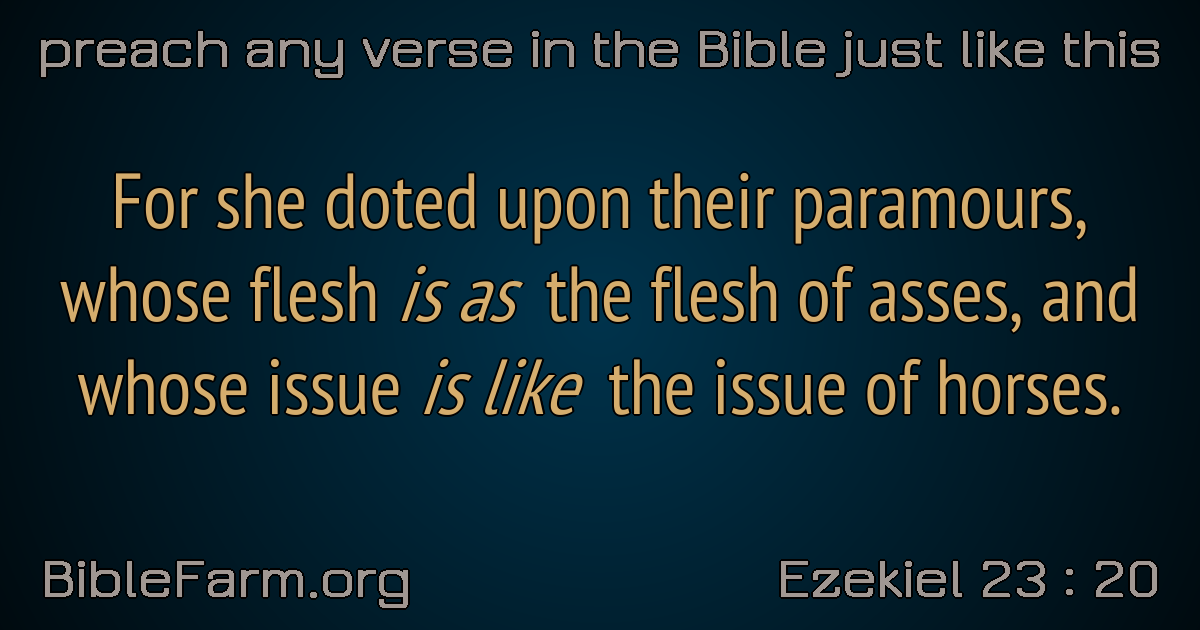 preach any verse in the Bible just like this
For she doted upon their paramours,
whose flesh is as the flesh of asses, and
whose issue is like the issue of horses.
BibleFarm.org
Ezekiel 23 : 20